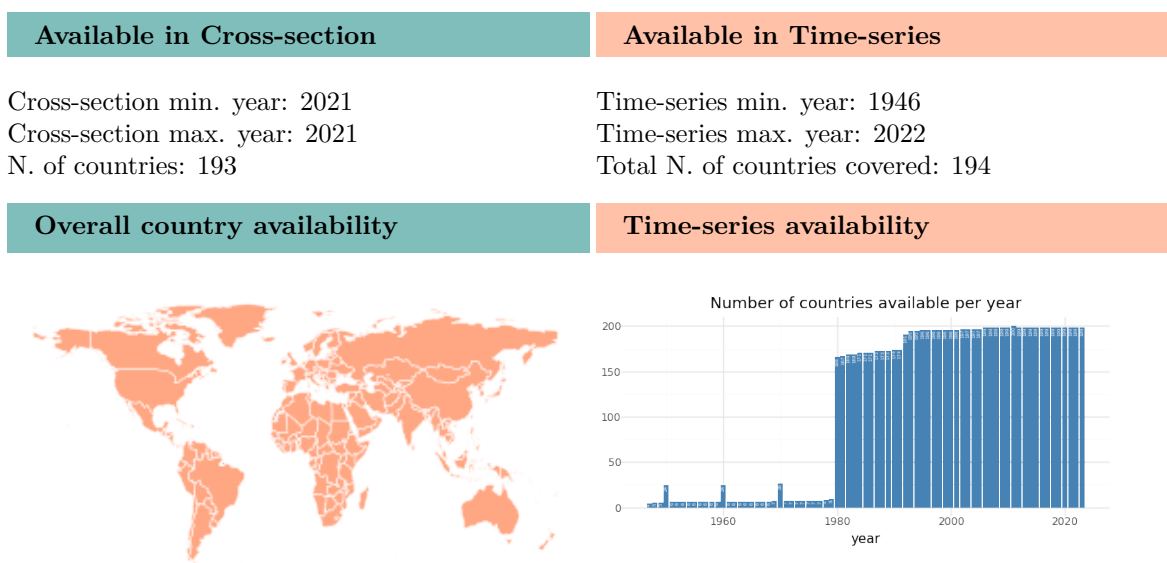 Available in Cross-section
Available in Time-series
Cross-section min. year: 2021
Cross-section max. year: 2021
N. of countries: 193
Time-series min. year: 1946
Time-series max. year: 2022
Total N. of countries covered: 194
Overall country availability
Time-series availability
Number of countries available per year
200
150
100
50
0
1960
1980
2000
2020
year